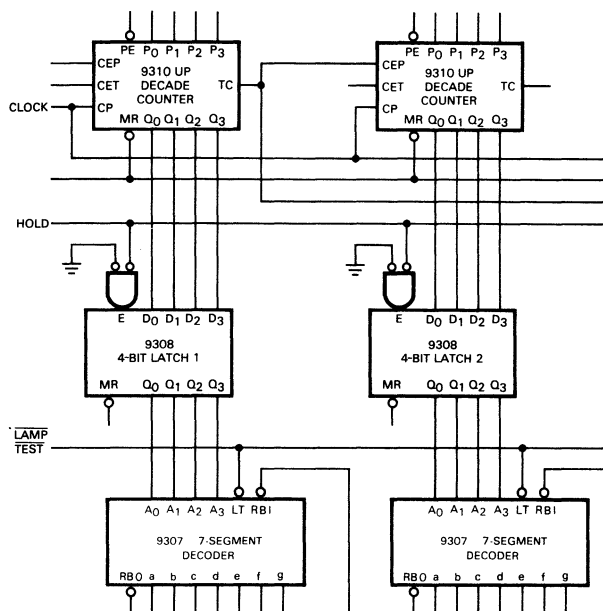 PE P0 P1 P2 P3
CEP
CET
CP
9310 UP
DECADE
COUNTER
TC
MR Q0 Q1 Q2 Q3
PE P0 P1 P2 P3
CEP
CET
CP
9310 UP
DECADE
COUNTER
TC
MR Q0 Q1 Q2 Q3
CLOCK
HOLD
E D0 D1 D2 D3
9308
4-BIT LATCH 1
MR Q0 Q1 Q2 Q3
E D0 D1 D2 D3
9308
4-BIT LATCH 2
MR Q0 Q1 Q2 Q3
LAMP
TEST
A0 A1 A2 A3 LT RBI
9307 7-SEGMENT
DECODER
RBO a b c d e f g
A0 A1 A2 A3 LT RBI
9307 7-SEGMENT
DECODER
RBO a b c d e f g